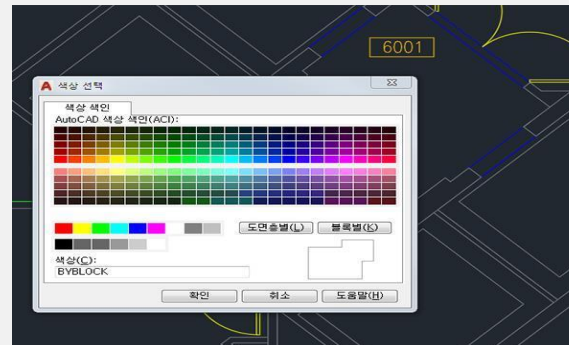 6001
색상 선택
색상 색인
AutoCAD 색상 색인(ACI):
도면층별(L) 블록별(K)
색상(C):
BYBLOCK
확인 취소 도움말(H)